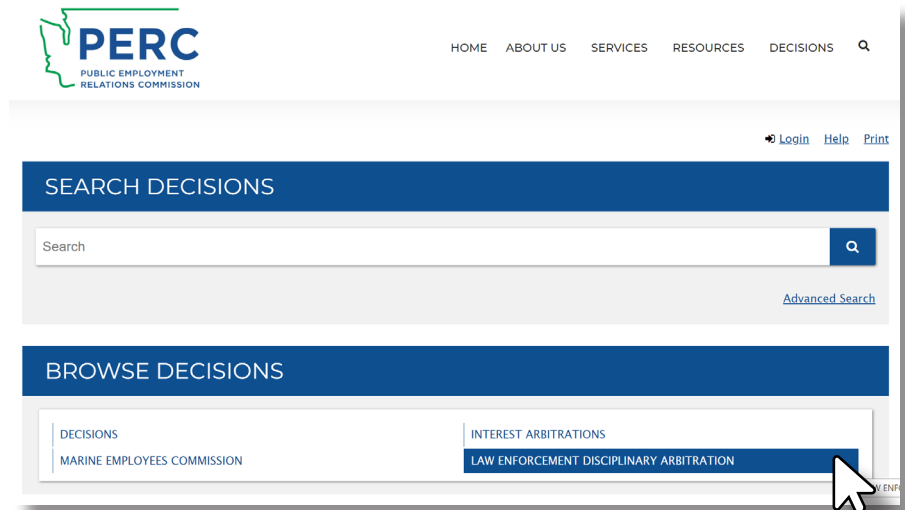 PERC
PUBLIC EMPLOYMENT
RELATIONS COMMISSION
HOME ABOUT US SERVICES RESOURCES DECISIONS
Login Help Print
SEARCH DECISIONS
Search
Advanced Search
BROWSE DECISIONS
DECISIONS INTEREST ARBITRATIONS
MARINE EMPLOYEES COMMISSION LAW ENFORCEMENT DISCIPLINARY ARBITRATION